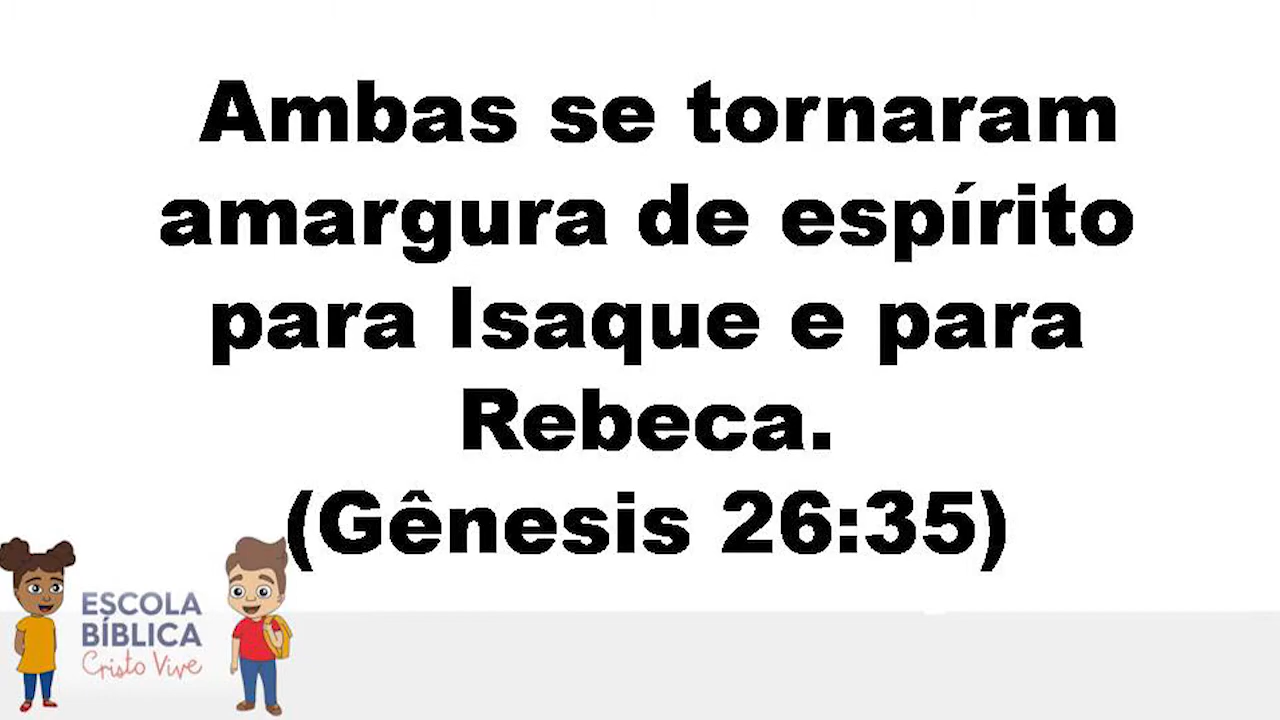 Ambas se tornaram
amargura de espírito
para Isaque e para
Rebeca.
(Gênesis 26:35)
ESCOLA
BÍBLICA
Cristo Vive